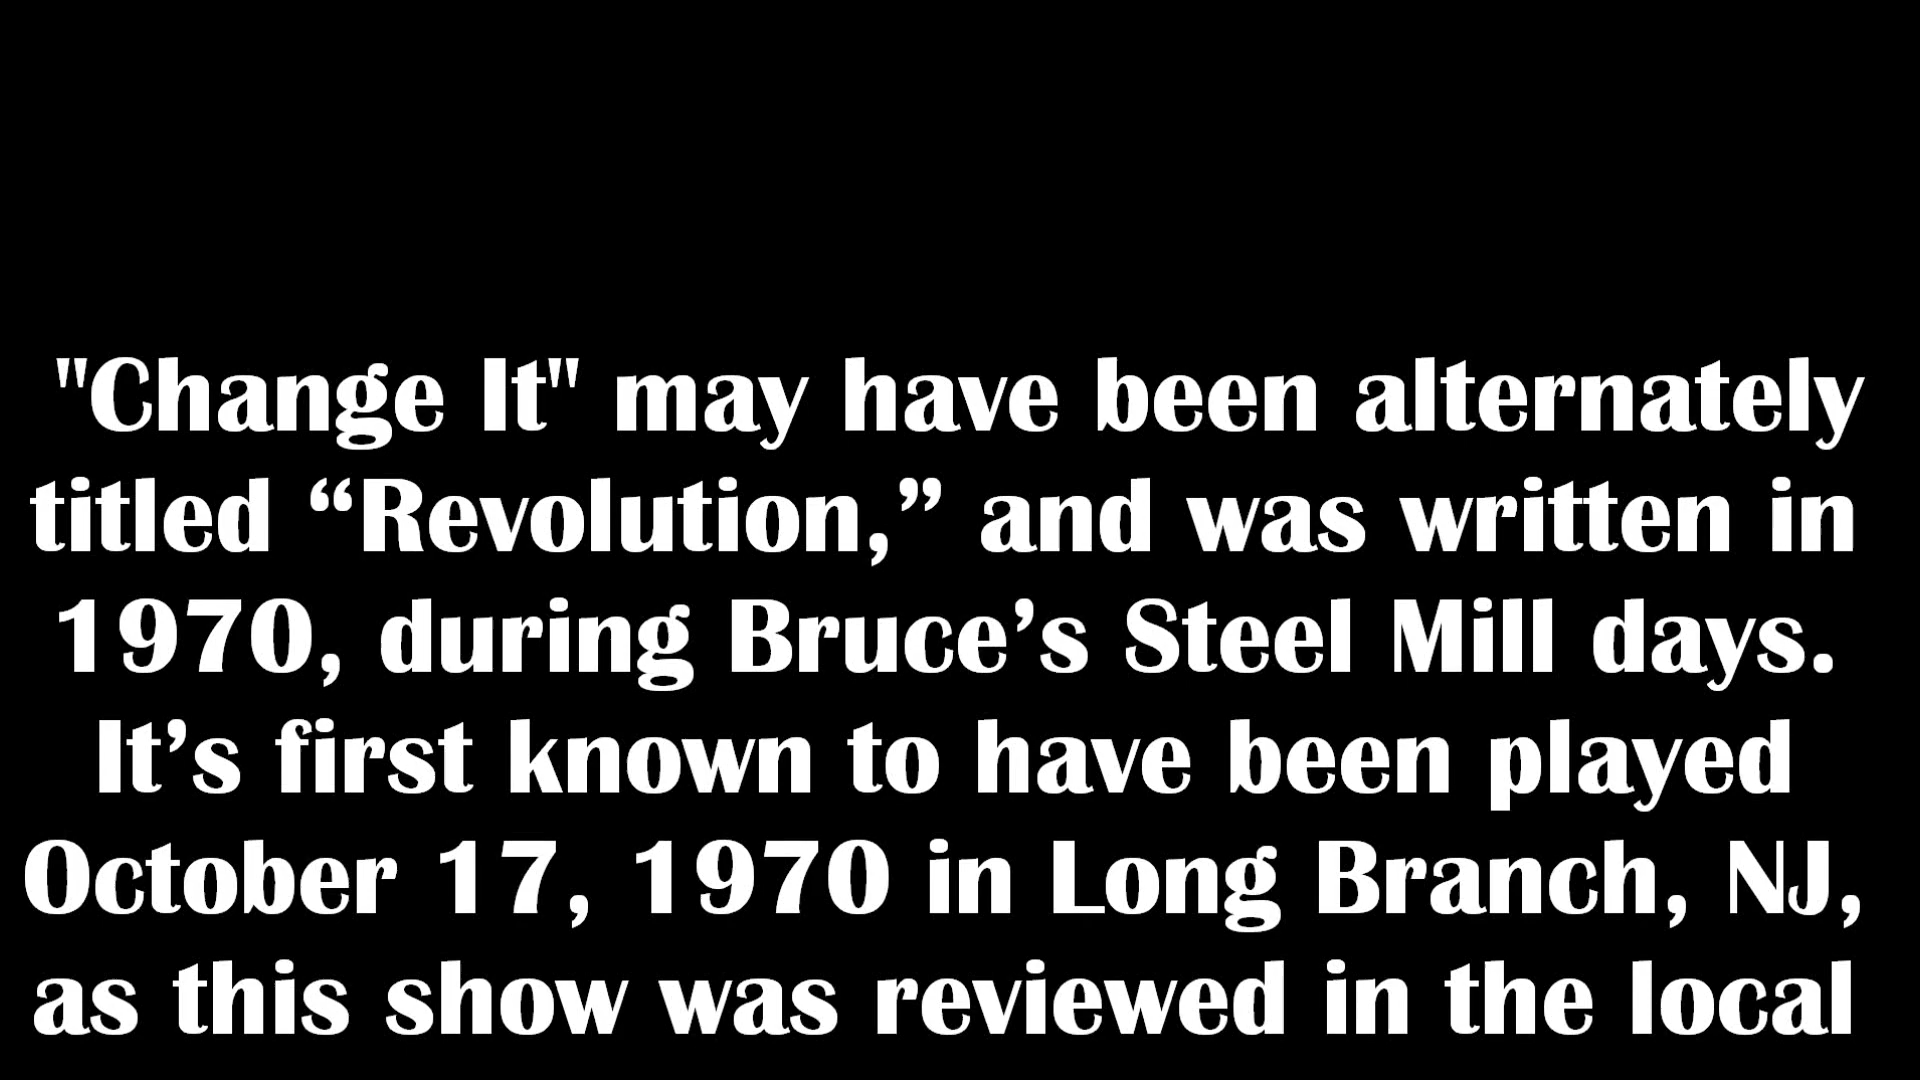 "Change It" may have been alternately
titled “Revolution,” and was written in
1970, during Bruce’s Steel Mill days.
It’s first known to have been played
October 17, 1970 in Long Branch, NJ,
as this show was reviewed in the local